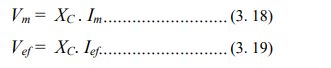 Vm = XC . Im............................(3. 18)
Vef = XC. Ief............................(3. 19)